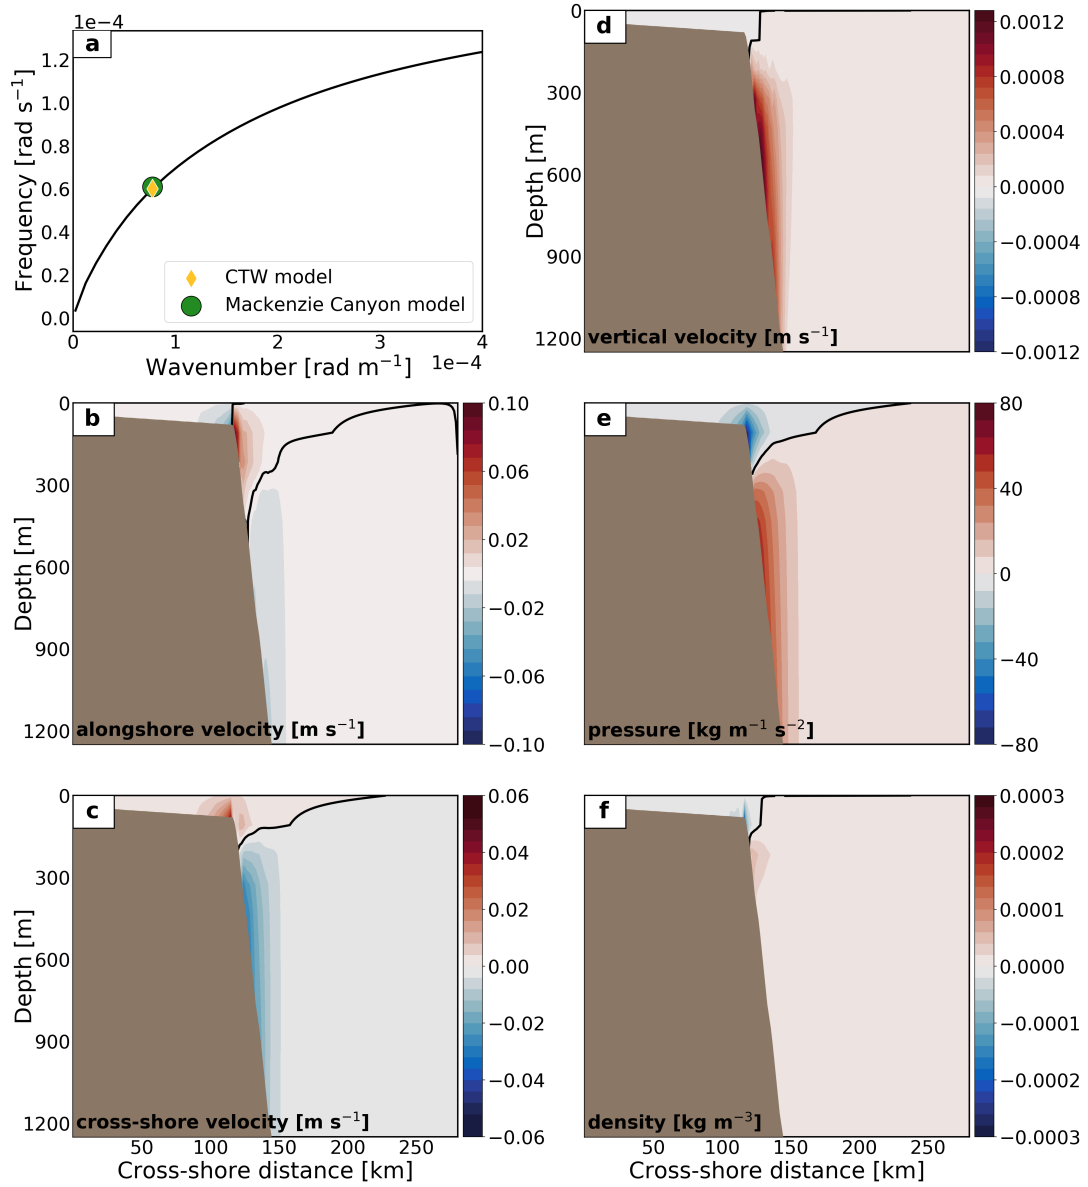 1e−4
a
Frequency [rad s⁻¹]
1.2
1.0
0.8
0.6
0.4
0.2
0.0
CTW model
Mackenzie Canyon model
0 1 2 3 4
Wavenumber [rad m⁻¹] 1e−4
d
Depth [m]
0
300
600
900
1200
vertical velocity [m s⁻¹]
0.0012
0.0008
0.0004
0.0000
−0.0004
−0.0008
−0.0012
b
Depth [m]
0
300
600
900
1200
alongshore velocity [m s⁻¹]
0.10
0.06
0.02
−0.02
−0.06
−0.10
e
pressure [kg m⁻¹ s⁻²]
80
40
0
−40
−80
c
Depth [m]
0
300
600
900
1200
cross-shore velocity [m s⁻¹]
0.06
0.04
0.02
0.00
−0.02
−0.04
−0.06
50 100 150 200 250
Cross-shore distance [km]
f
density [kg m⁻³]
0.0003
0.0002
0.0001
0.0000
−0.0001
−0.0002
−0.0003
50 100 150 200 250
Cross-shore distance [km]